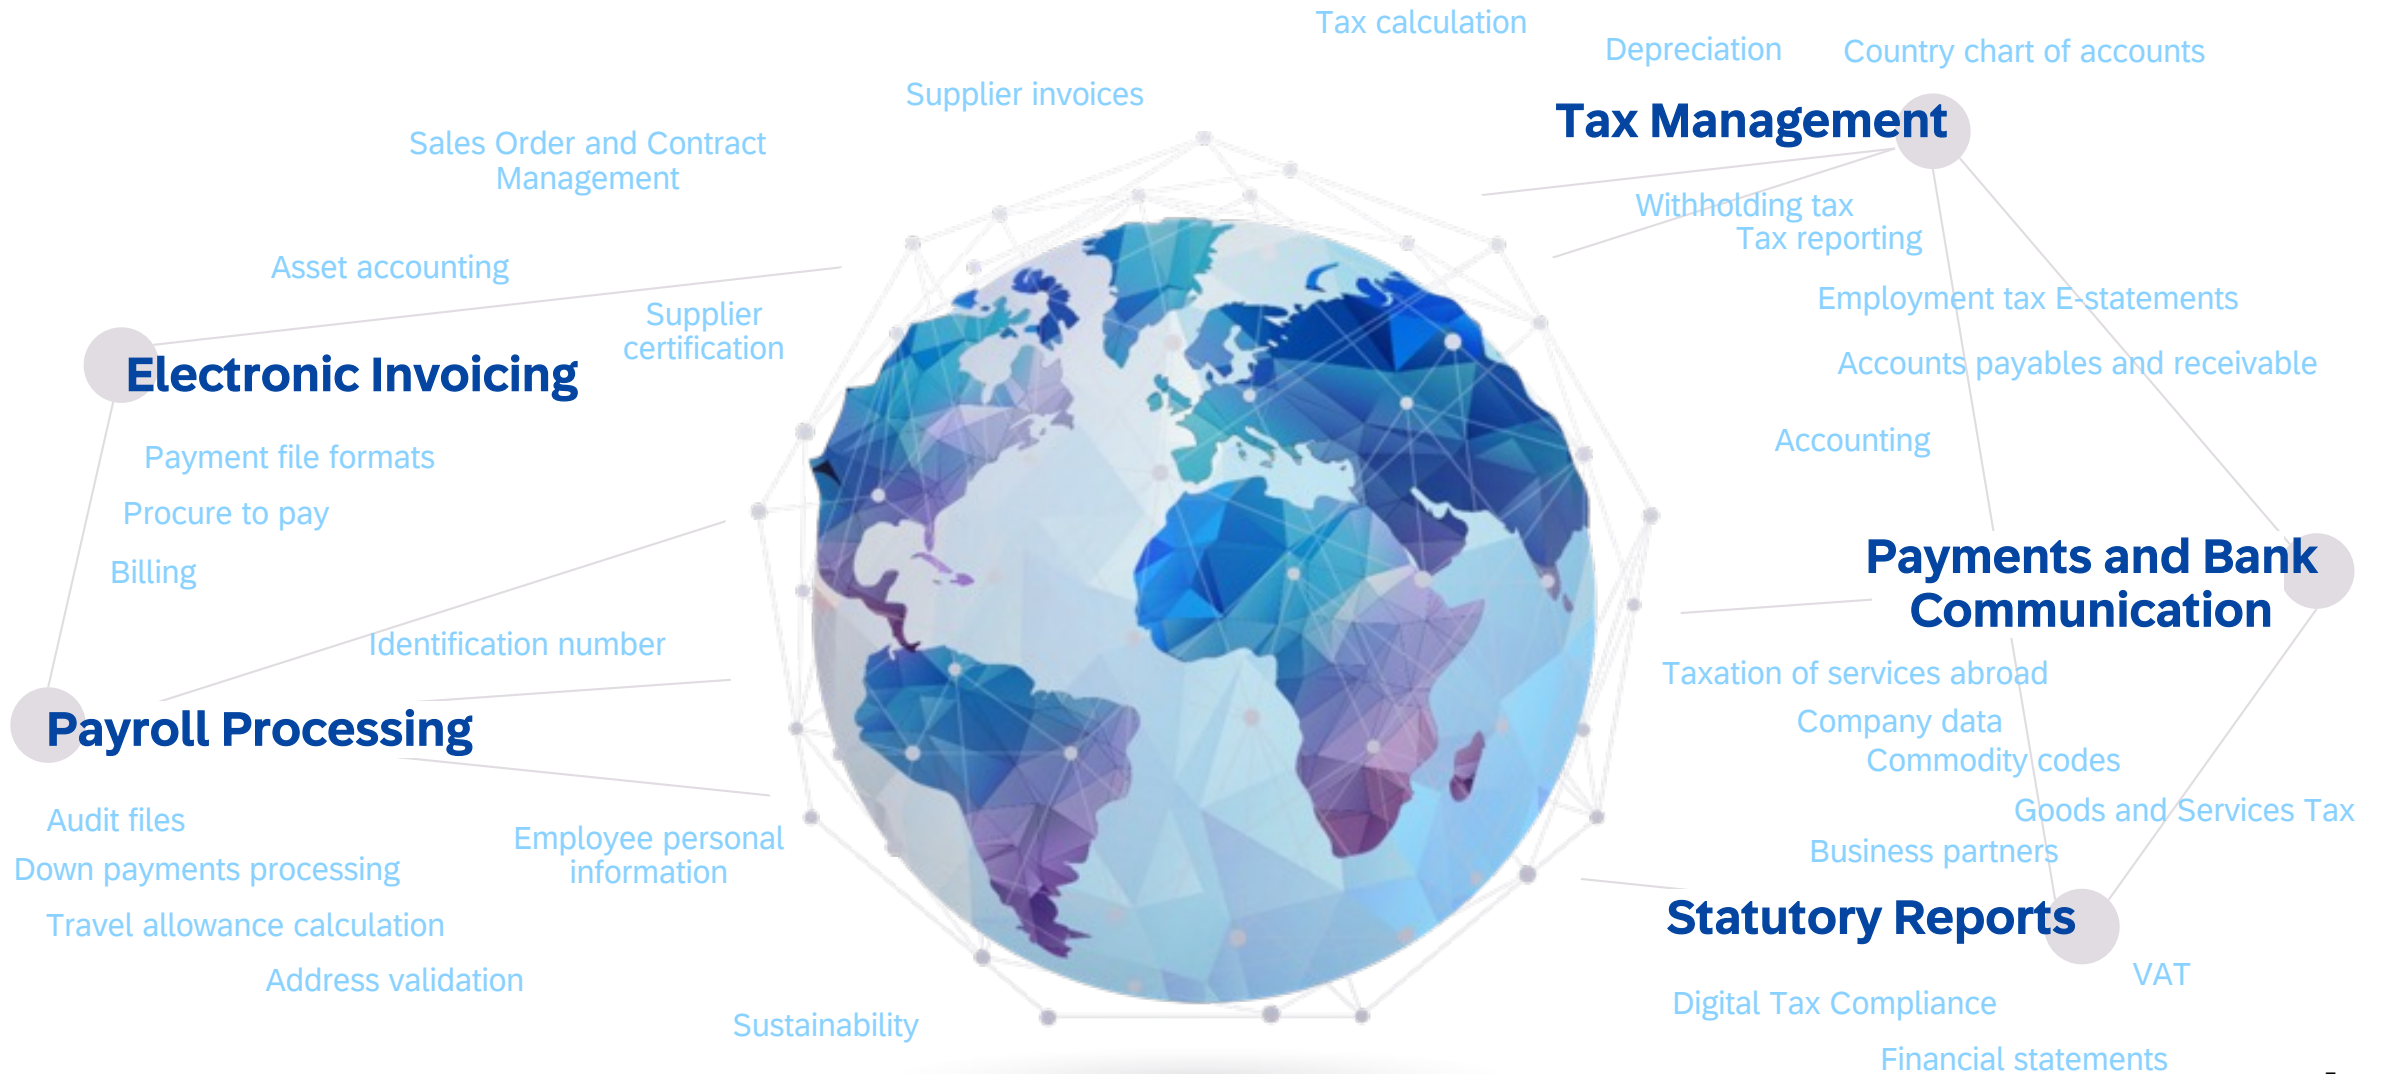 Tax calculation
Depreciation
Country chart of accounts
Supplier invoices
Tax Management
Sales Order and Contract
Management
Withholding tax
Tax reporting
Asset accounting
Employment tax E-statements
Supplier
certification
Electronic Invoicing
Accounts payables and receivable
Accounting
Payment file formats
Procure to pay
Billing
Payments and Bank
Communication
Identification number
Taxation of services abroad
Company data
Payroll Processing
Commodity codes
Goods and Services Tax
Audit files
Employee personal
information
Business partners
Down payments processing
Statutory Reports
Travel allowance calculation
Address validation
VAT
Digital Tax Compliance
Sustainability
Financial statements